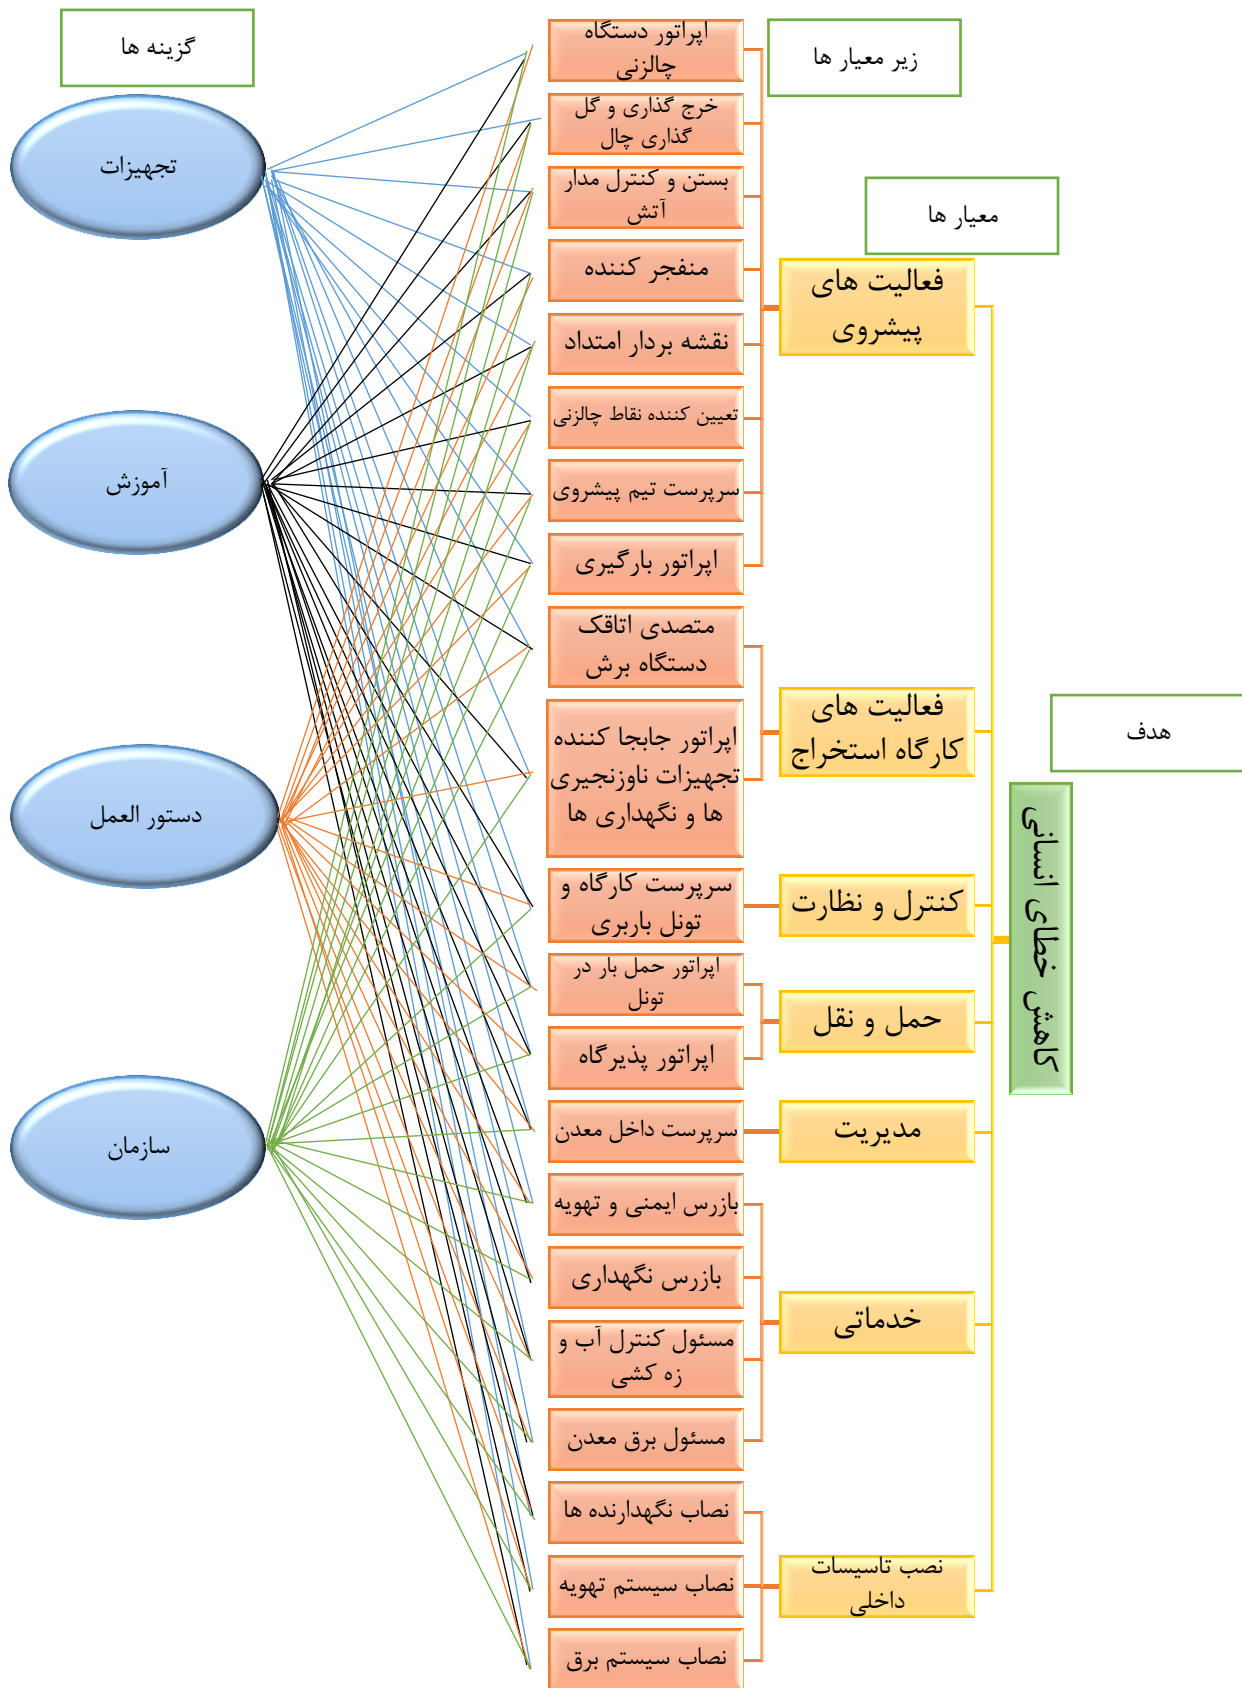 گزینه ها
زیر معیار ها
معیار ها
هدف
کاهش خطای انسانی
فعالیت های
پیشروی
فعالیت های
کارگاه استخراج
کنترل و نظارت
حمل و نقل
مدیریت
خدماتی
نصب تاسیسات
داخلی
اپراتور دستگاه
چالزنی
خرج گذاری و گل
گذاری چال
بستن و کنترل مدار
آتش
منفجر کننده
نقشه بردار امتداد
تعیین کننده نقاط چالزنی
سرپرست تیم پیشروی
اپراتور بارگیری
متصدی اتاقک
دستگاه برش
اپراتور جابجا کننده
تجهیزات ناوزنجیری
ها و نگهداری ها
سرپرست کارگاه و
تونل باربری
اپراتور حمل بار در
تونل
اپراتور پذیرگاه
سرپرست داخل معدن
بازرس ایمنی و تهویه
بازرس نگهداری
مسئول کنترل آب و
زه کشی
مسئول برق معدن
نصاب نگهدارنده ها
نصاب سیستم تهویه
نصاب سیستم برق
تجهیزات
آموزش
دستور العمل
سازمان